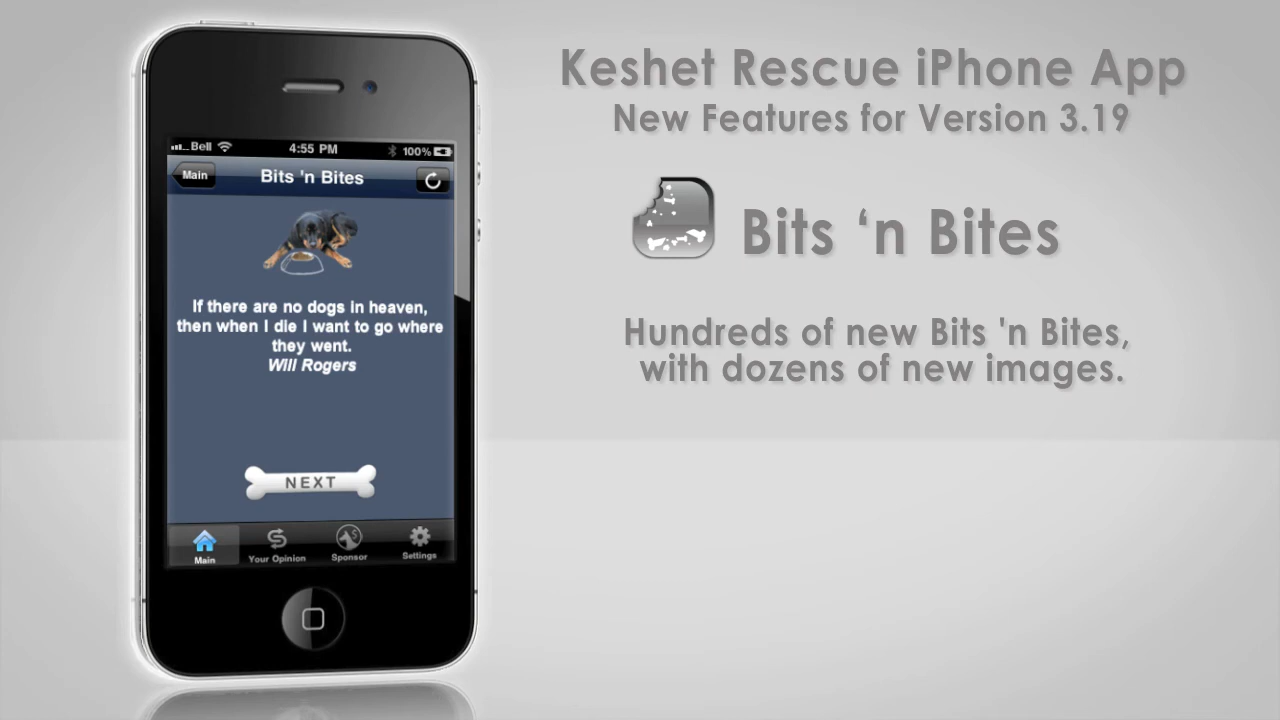 Keshet Rescue iPhone App
New Features for Version 3.19
Bits ‘n Bites
Hundreds of new Bits 'n Bites,
with dozens of new images.
Bell 4:55 PM 100%
Main Bits 'n Bites
If there are no dogs in heaven,
then when I die I want to go where
they went.
Will Rogers
NEXT
Main Your Opinion Sponsor Settings